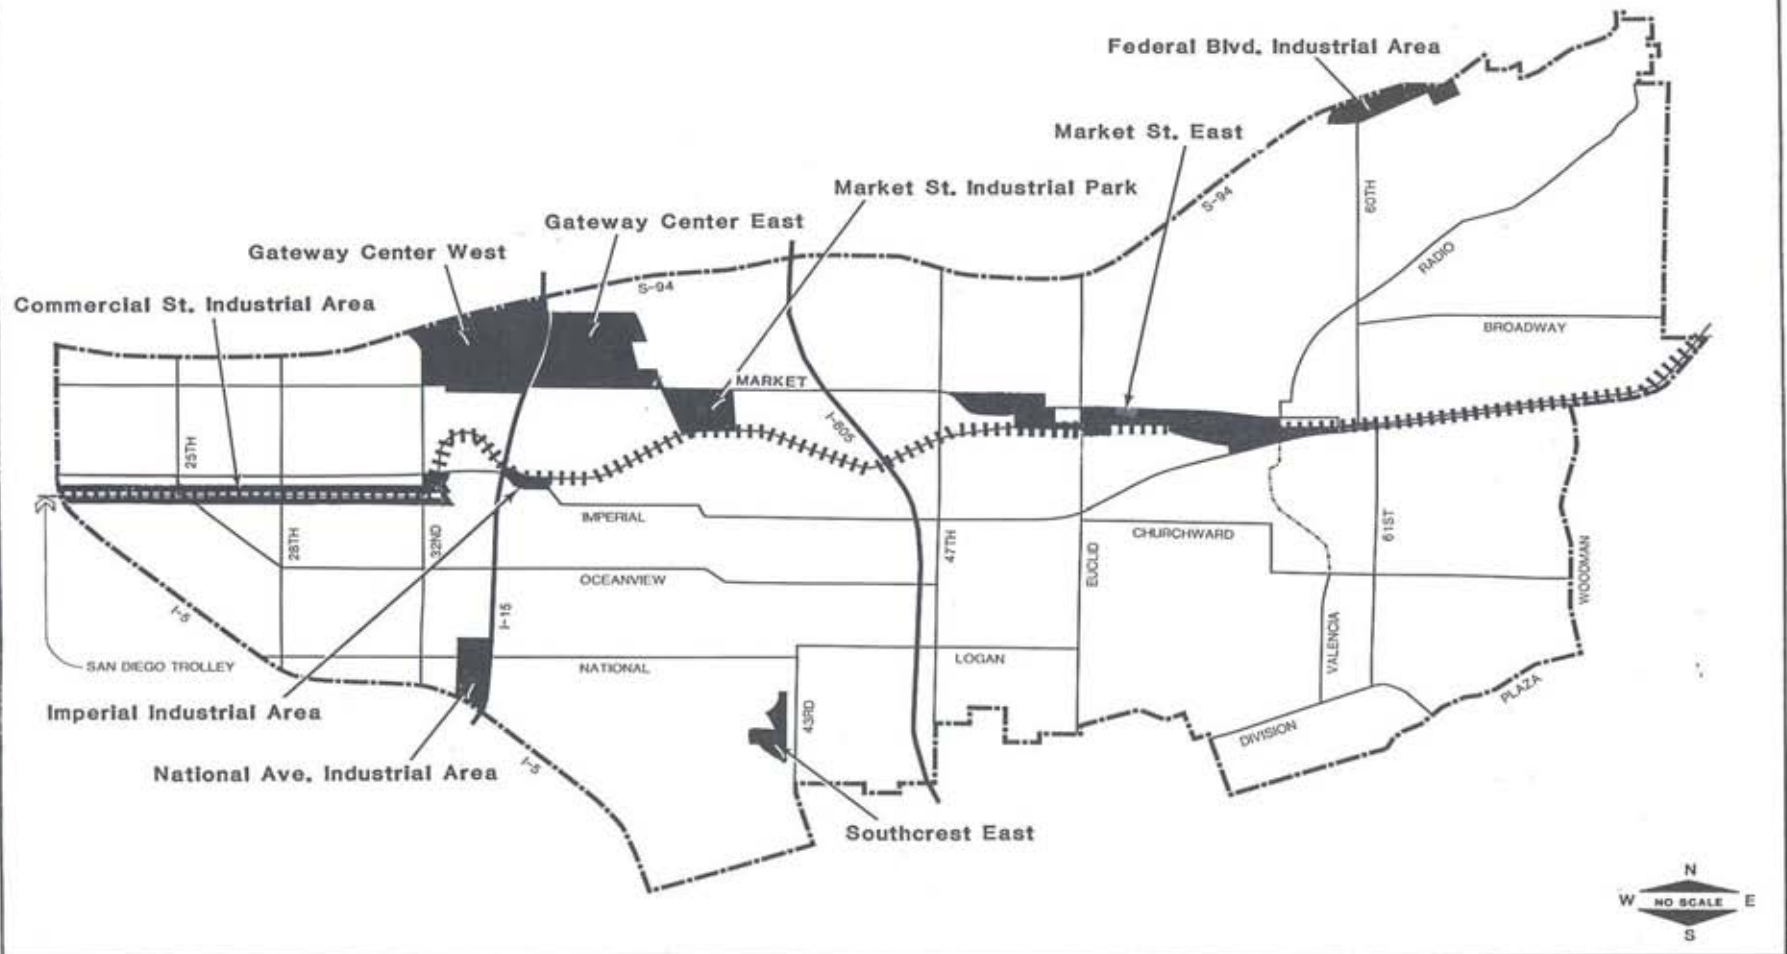 Federal Blvd. Industrial Area
Market St. East
Market St. Industrial Park
Gateway Center East
Gateway Center West
Commercial St. Industrial Area
S-94
S-94
60TH
RADIO
BROADWAY
MARKET
I-805
25TH
28TH
32ND
IMPERIAL
47TH
EUCLID
CHURCHWARD
61ST
WOODMAN
OCEANVIEW
I-15
I-5
SAN DIEGO TROLLEY
NATIONAL
LOGAN
VALENCIA
PLAZA
Imperial Industrial Area
43RD
DIVISION
National Ave. Industrial Area
I-5
Southcrest East
N
W NO SCALE E
S